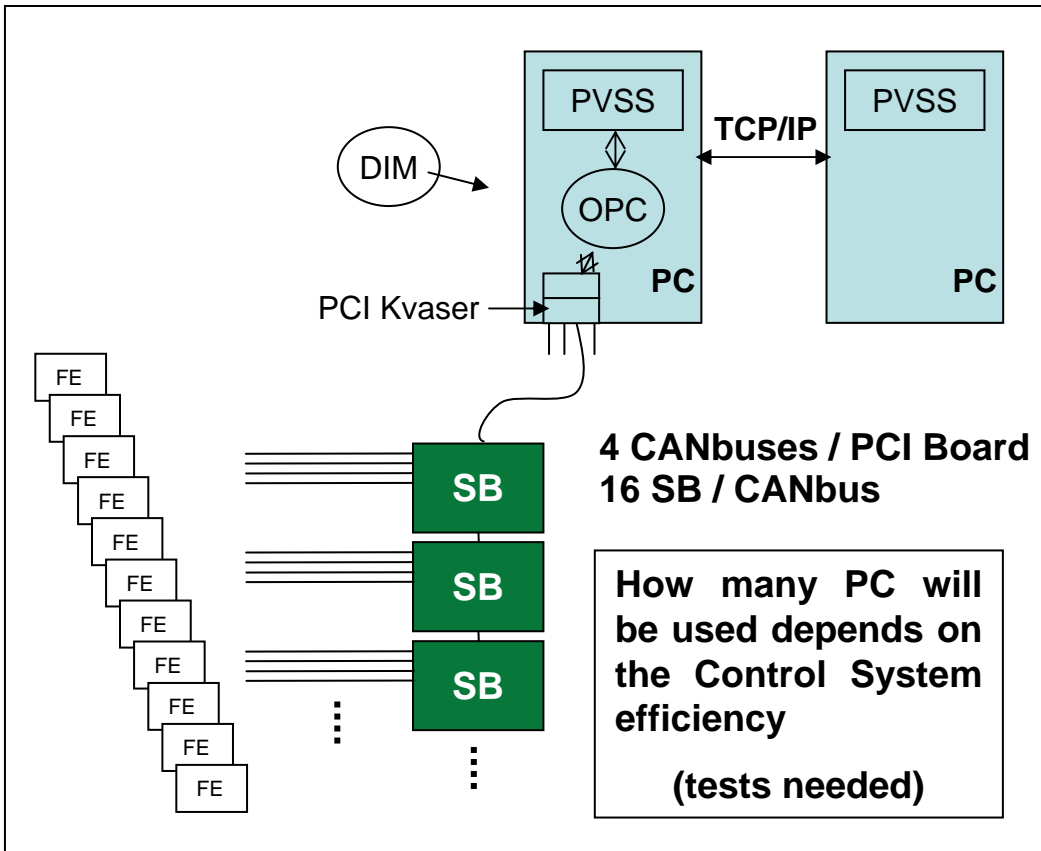 PVSS
PVSS
TCP/IP
DIM
OPC
PC
PC
PCI Kvaser
FE
FE
FE
FE
FE
FE
FE
FE
FE
FE
FE
SB
SB
SB
4 CANbuses / PCI Board
16 SB / CANbus
How many PC will
be used depends on
the Control System
efficiency
(tests needed)